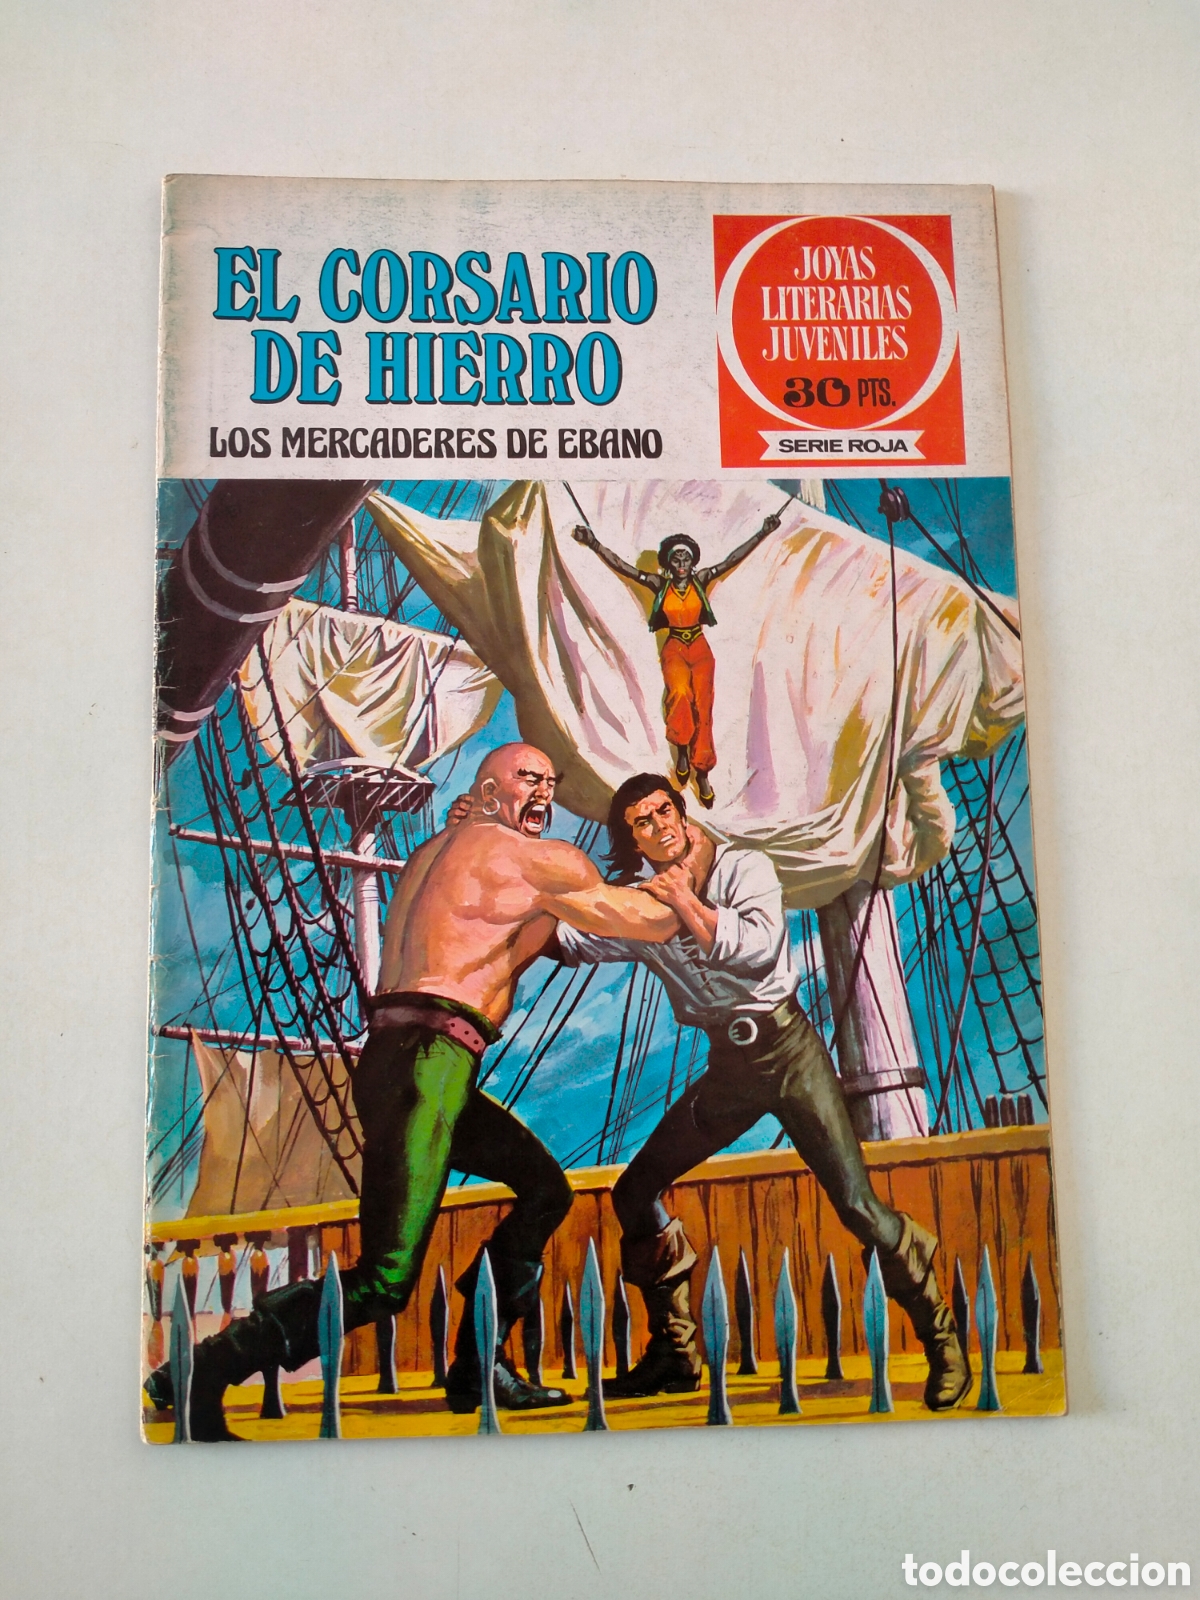 EL CORSARIO
DE HIERRO
LOS MERCADERES DE EBANO
JOYAS
LITERARIAS
JUVENILES
30 PTS.
SERIE ROJA
todocoleccion